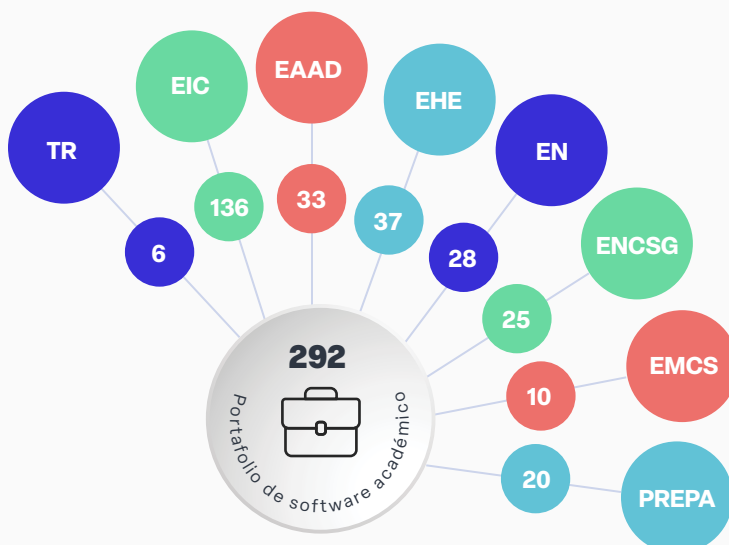 TR
EIC
EAAD
EHE
EN
ENCSG
EMCS
PREPA
6
136
33
37
28
25
10
20
292
Portafolio de software académico